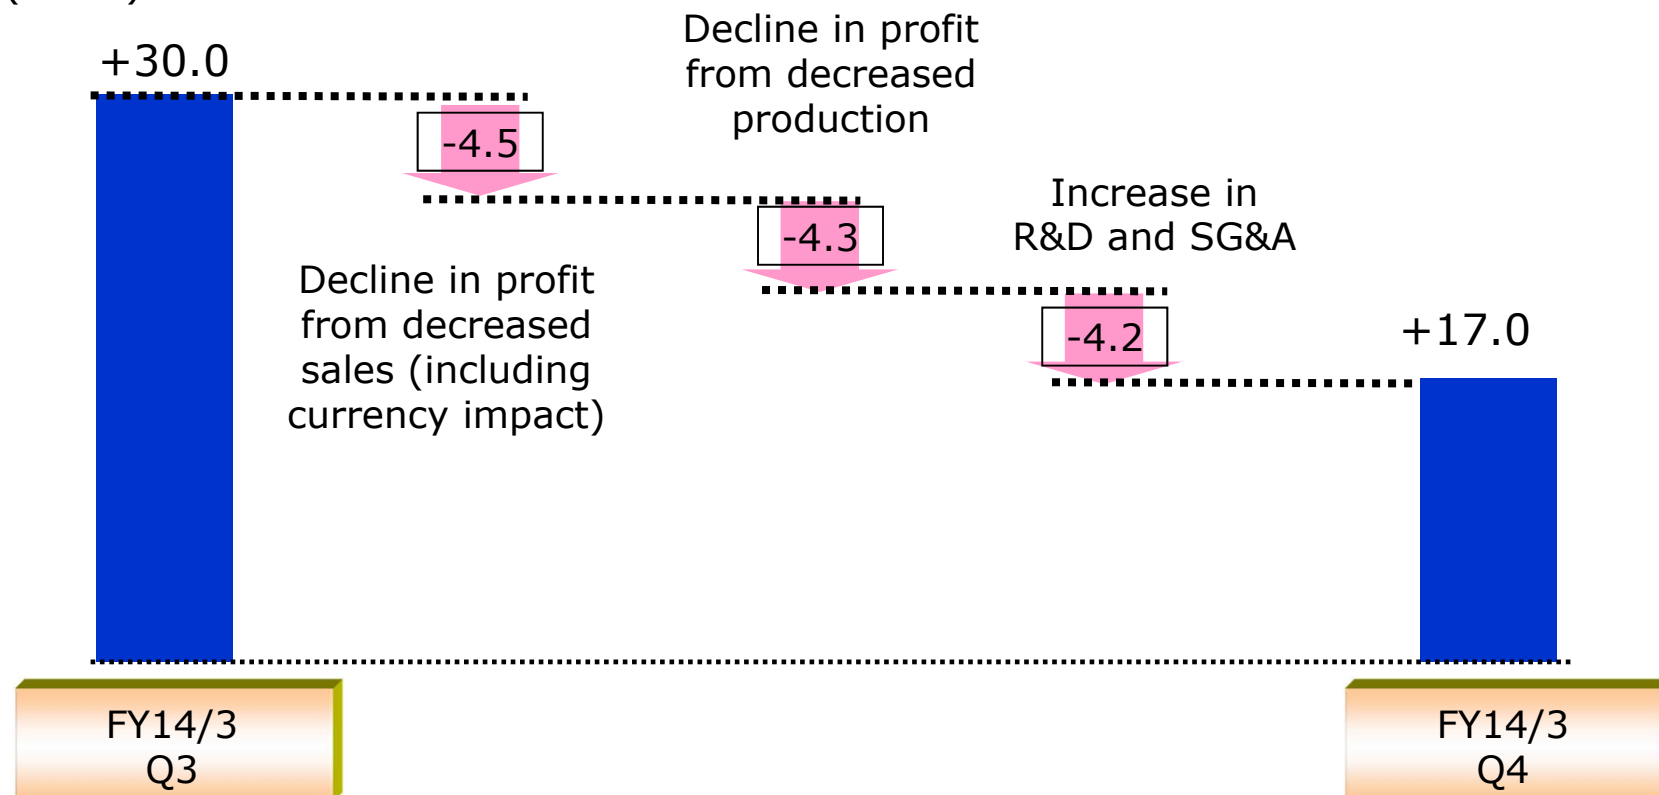 +30.0
Decline in profit
from decreased
production
-4.5
-4.3
Increase in
R&D and SG&A
Decline in profit
from decreased
sales (including
currency impact)
-4.2
+17.0
FY14/3
Q3
FY14/3
Q4